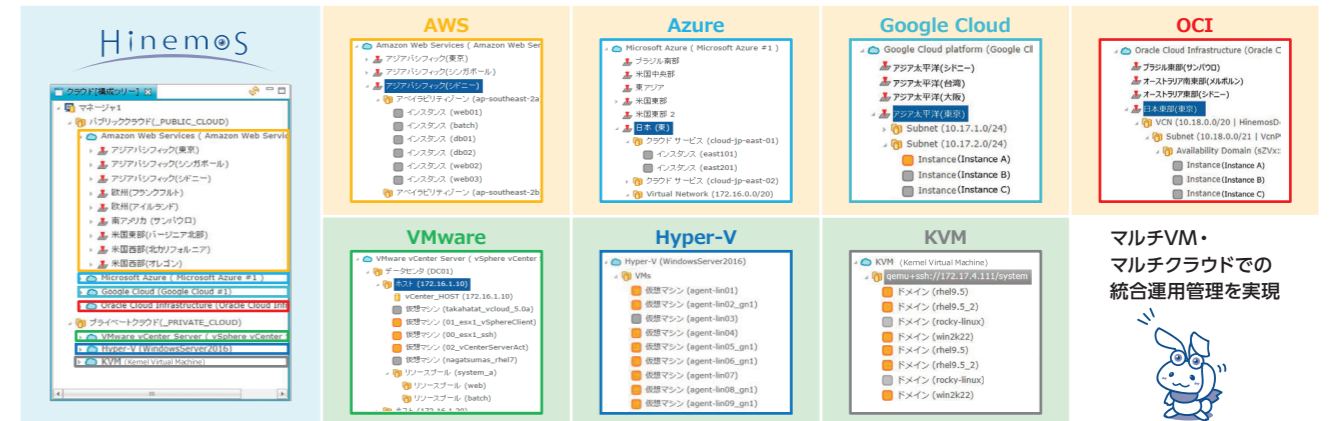 Hinemos
クラウド[構成ツリー]
マネージャ1
パブリッククラウド(_PUBLIC_CLOUD)
Amazon Web Services ( Amazon Web Servic
アジアパシフィック(東京)
アジアパシフィック(シンガポール)
アジアパシフィック(シドニー)
欧州(フランクフルト)
欧州(アイルランド)
南アメリカ (サンパウロ)
米国東部(バージニア北部)
米国西部(北カリフォルニア)
米国西部(オレゴン)
Microsoft Azure ( Microsoft Azure #1 )
Google Cloud (Google Cloud #1)
Oracle Cloud Infrastructure (Oracle Cloud Infr
プライベートクラウド(_PRIVATE_CLOUD)
VMware vCenter Server ( vSphere vCenter
Hyper-V (WindowsServer2016)
KVM (Kernel Virtual Machine)
AWS
Amazon Web Services ( Amazon Web Ser
アジアパシフィック(東京)
アジアパシフィック(シンガポール)
アジアパシフィック(シドニー)
アベイラビリティゾーン (ap-southeast-2a
インスタンス (web01)
インスタンス (batch)
インスタンス (db01)
インスタンス (db02)
インスタンス (web02)
インスタンス (web03)
アベイラビリティゾーン (ap-southeast-2b
Azure
Microsoft Azure ( Microsoft Azure #1 )
ブラジル南部
米国中央部
東アジア
米国東部
米国東部 2
日本 (東)
クラウド サービス (cloud-jp-east-01)
インスタンス (east101)
インスタンス (east201)
クラウド サービス (cloud-jp-east-02)
Virtual Network (172.16.0.0/20)
Google Cloud
Google Cloud platform (Google Cl
アジア太平洋(シドニー)
アジア太平洋(台湾)
アジア太平洋(大阪)
アジア太平洋(東京)
Subnet (10.17.1.0/24)
Subnet (10.17.2.0/24)
Instance(Instance A)
Instance(Instance B)
Instance(Instance C)
OCI
Oracle Cloud Infrastructure (Oracle C
ブラジル東部(サンパウロ)
オーストラリア南東部(メルボルン)
オーストラリア東部(シドニー)
日本東部(東京)
VCN (10.18.0.0/20 | HinemosD
Subnet (10.18.0.0/21 | VcnP
Availability Domain (sZVx:
Instance(Instance A)
Instance(Instance B)
Instance(Instance C)
VMware
VMware vCenter Server ( vSphere vCenter
データセンタ (DC01)
ホスト (172.16.1.10)
vCenter_HOST (172.16.1.10)
仮想マシン (takahatat_vcloud_5.0a)
仮想マシン (01_esx1_vSphereClient)
仮想マシン (00_esx1_ssh)
仮想マシン (02_vCenterServerAct)
仮想マシン (nagatsumas_rhel7)
リソースプール (system_a)
リソースプール (web)
リソースプール (batch)
ホスト (172.16.1.20)
Hyper-V
Hyper-V (WindowsServer2016)
VMs
仮想マシン (agent-lin01)
仮想マシン (agent-lin02_gn1)
仮想マシン (agent-lin03)
仮想マシン (agent-lin04)
仮想マシン (agent-lin05_gn1)
仮想マシン (agent-lin06_gn1)
仮想マシン (agent-lin07)
仮想マシン (agent-lin08_gn1)
仮想マシン (agent-lin09_gn1)
KVM
KVM (Kernel Virtual Machine)
qemu+ssh://172.17.4.111/system
ドメイン (rhel9.5)
ドメイン (rhel9.5_2)
ドメイン (rocky-linux)
ドメイン (win2k22)
ドメイン (rhel9.5)
ドメイン (rhel9.5_2)
ドメイン (rocky-linux)
ドメイン (win2k22)
マルチVM・
マルチクラウドでの
統合運用管理を実現